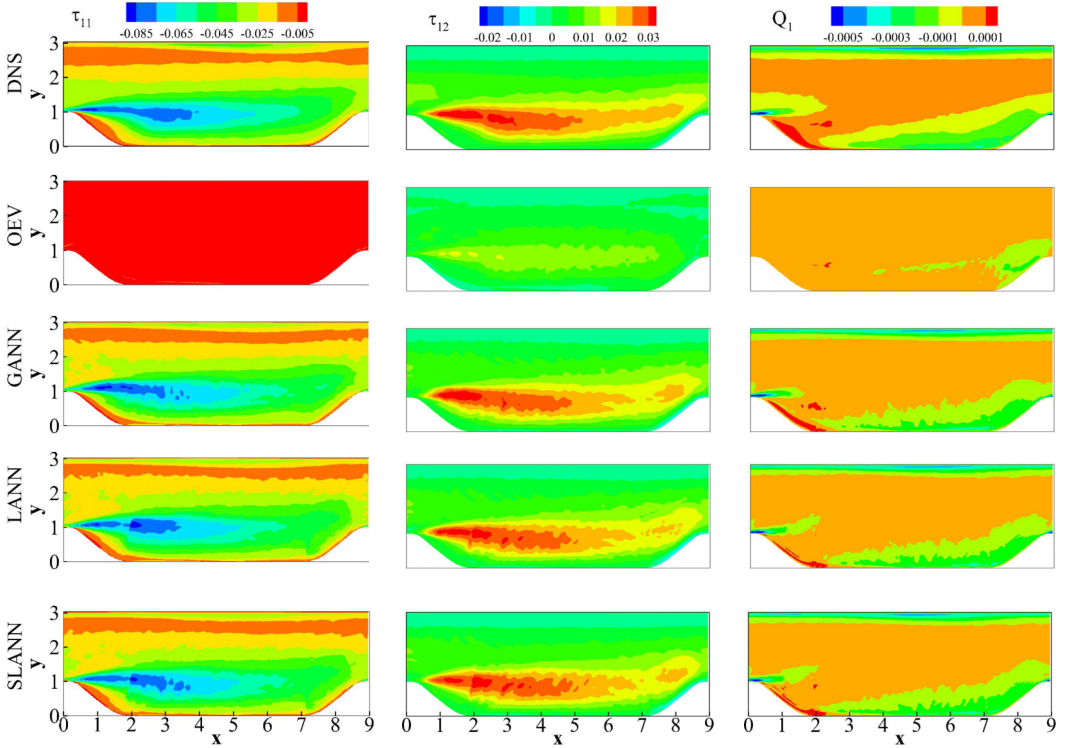 τ11
-0.085 -0.065 -0.045 -0.025 -0.005
τ12
-0.02 -0.01 0 0.01 0.02 0.03
Q1
-0.0005 -0.0003 -0.0001 0.0001
DNS
y
3
2
1
0
OEV
y
3
2
1
0
GANN
y
3
2
1
0
LANN
y
3
2
1
0
SLANN
y
3
2
1
0
0 1 2 3 4 5 6 7 8 9
x
0 1 2 3 4 5 6 7 8 9
x
0 1 2 3 4 5 6 7 8 9
x